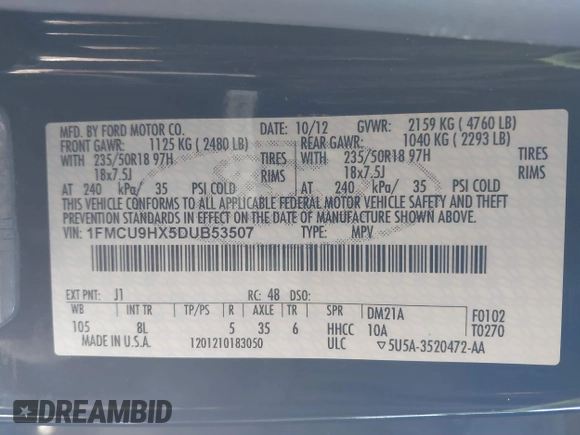 MFD. BY FORD MOTOR CO. DATE: 10/12 GVWR: 2159 KG ( 4760 LB)
FRONT GAWR: 1125 KG ( 2480 LB) REAR GAWR: 1040 KG ( 2293 LB)
WITH 235/50R18 97H TIRES WITH 235/50R18 97H TIRES
18x7.5J RIMS 18x7.5J RIMS
AT 240 kPa/ 35 PSI COLD AT 240 kPa/ 35 PSI COLD
THIS VEHICLE CONFORMS TO ALL APPLICABLE FEDERAL MOTOR VEHICLE SAFETY AND THEFT
PREVENTION STANDARDS IN EFFECT ON THE DATE OF MANUFACTURE SHOWN ABOVE.
VIN: 1FMCU9HX5DUB53507 TYPE: MPV
EXT PNT: J1 RC: 48 DSO:
WB INT TR TP/PS R AXLE TR SPR DM21A F0102
105 8L 5 35 6 HHCC 10A T0270
MADE IN U.S.A. 1201210183050 ULC ▽5U5A-3520472-AA
DREAMBID